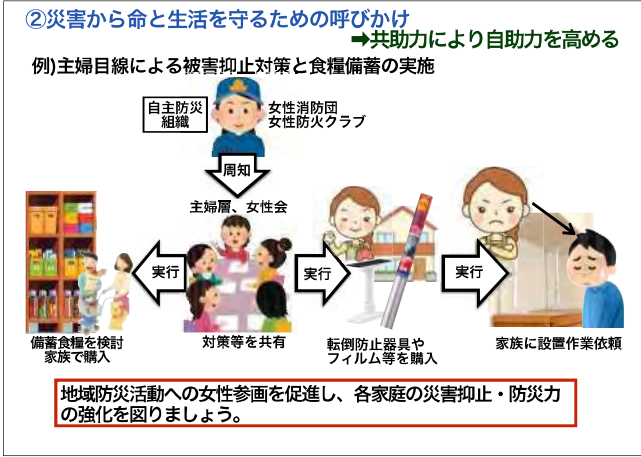 ②災害から命と生活を守るための呼びかけ
➡共助力により自助力を高める
例)主婦目線による被害抑止対策と食糧備蓄の実施
自主防災
組織
女性消防団
女性防火クラブ
周知
主婦層、女性会
実行
実行
実行
備蓄食糧を検討
家族で購入
対策等を共有
転倒防止器具や
フィルム等を購入
家族に設置作業依頼
地域防災活動への女性参画を促進し、各家庭の災害抑止・防災力
の強化を図りましょう。